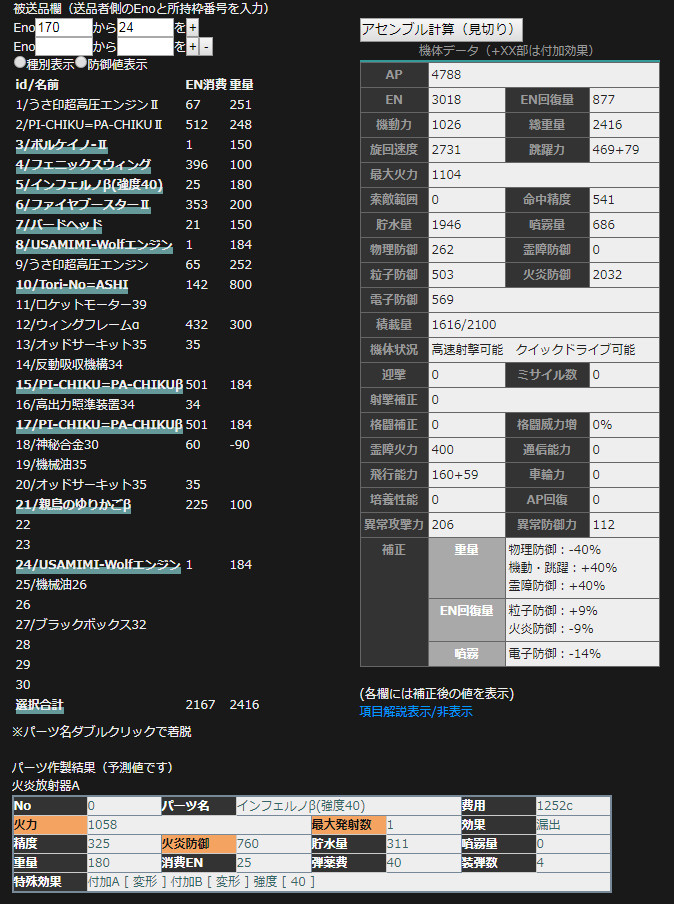 被送品欄（送品者側のEnoと所持枠番号を入力）
Eno170から24を+
Enoからを+-
種別表示防御値表示
id/名前 EN消費 重量
1/うさ印超高圧エンジンⅡ 67 251
2/PI-CHIKU=PA-CHIKUⅡ 512 248
3/ボルケイノ-Ⅱ 1 150
4/フェニックスウィング 396 100
5/インフェルノβ(強度40) 25 180
6/ファイヤブースターⅡ 353 200
7/バードヘッド 21 150
8/USAMIMI-Wolfエンジン 1 184
9/うさ印超高圧エンジン 65 252
10/Tori-No=ASHI 142 800
11/ロケットモーター39
12/ウィングフレームα 432 300
13/オッドサーキット35 35
14/反動吸収機構34
15/PI-CHIKU=PA-CHIKUβ 501 184
16/高出力照準装置34 34
17/PI-CHIKU=PA-CHIKUβ 501 184
18/神秘合金30 60 -90
19/機械油35
20/オッドサーキット35 35
21/親鳥のゆりかごβ 225 100
22
23
24/USAMIMI-Wolfエンジン 1 184
25/機械油26
26
27/ブラックボックス32
28
29
30
選択合計 2167 2416
※パーツ名ダブルクリックで着脱
アセンブル計算（見切り）
機体データ（+XX部は付加効果）
AP 4788
EN 3018 EN回復量 877
機動力 1026 総重量 2416
旋回速度 2731 跳躍力 469+79
最大火力 1104
索敵範囲 0 命中精度 541
貯水量 1946 噴霧量 686
物理防御 262 霊障防御 0
粒子防御 503 火炎防御 2032
電子防御 569
積載量 1616/2100
機体状況 高速射撃可能 クイックドライブ可能
迎撃 0 ミサイル数 0
射撃補正 0
格闘補正 0 格闘威力増 0%
霊障火力 400 通信能力 0
飛行能力 160+59 車輪力 0
培養性能 0 AP回復 0
異常攻撃力 206 異常防御力 112
補正 重量 物理防御：-40%
機動・跳躍：+40%
霊障防御：+40%
EN回復量 粒子防御：+9%
火炎防御：-9%
噴霧 電子防御：-14%
(各欄には補正後の値を表示)
項目解説表示/非表示
パーツ作製結果（予測値です）
火炎放射器A
No 0 パーツ名 インフェルノβ(強度40) 費用 1252c
火力 1058 最大発射数 1 効果 漏出
精度 325 火炎防御 760 貯水量 311 噴霧量 0
重量 180 消費EN 25 弾薬費 40 装弾数 4
特殊効果 付加A [ 変形 ] 付加B [ 変形 ] 強度 [ 40 ]